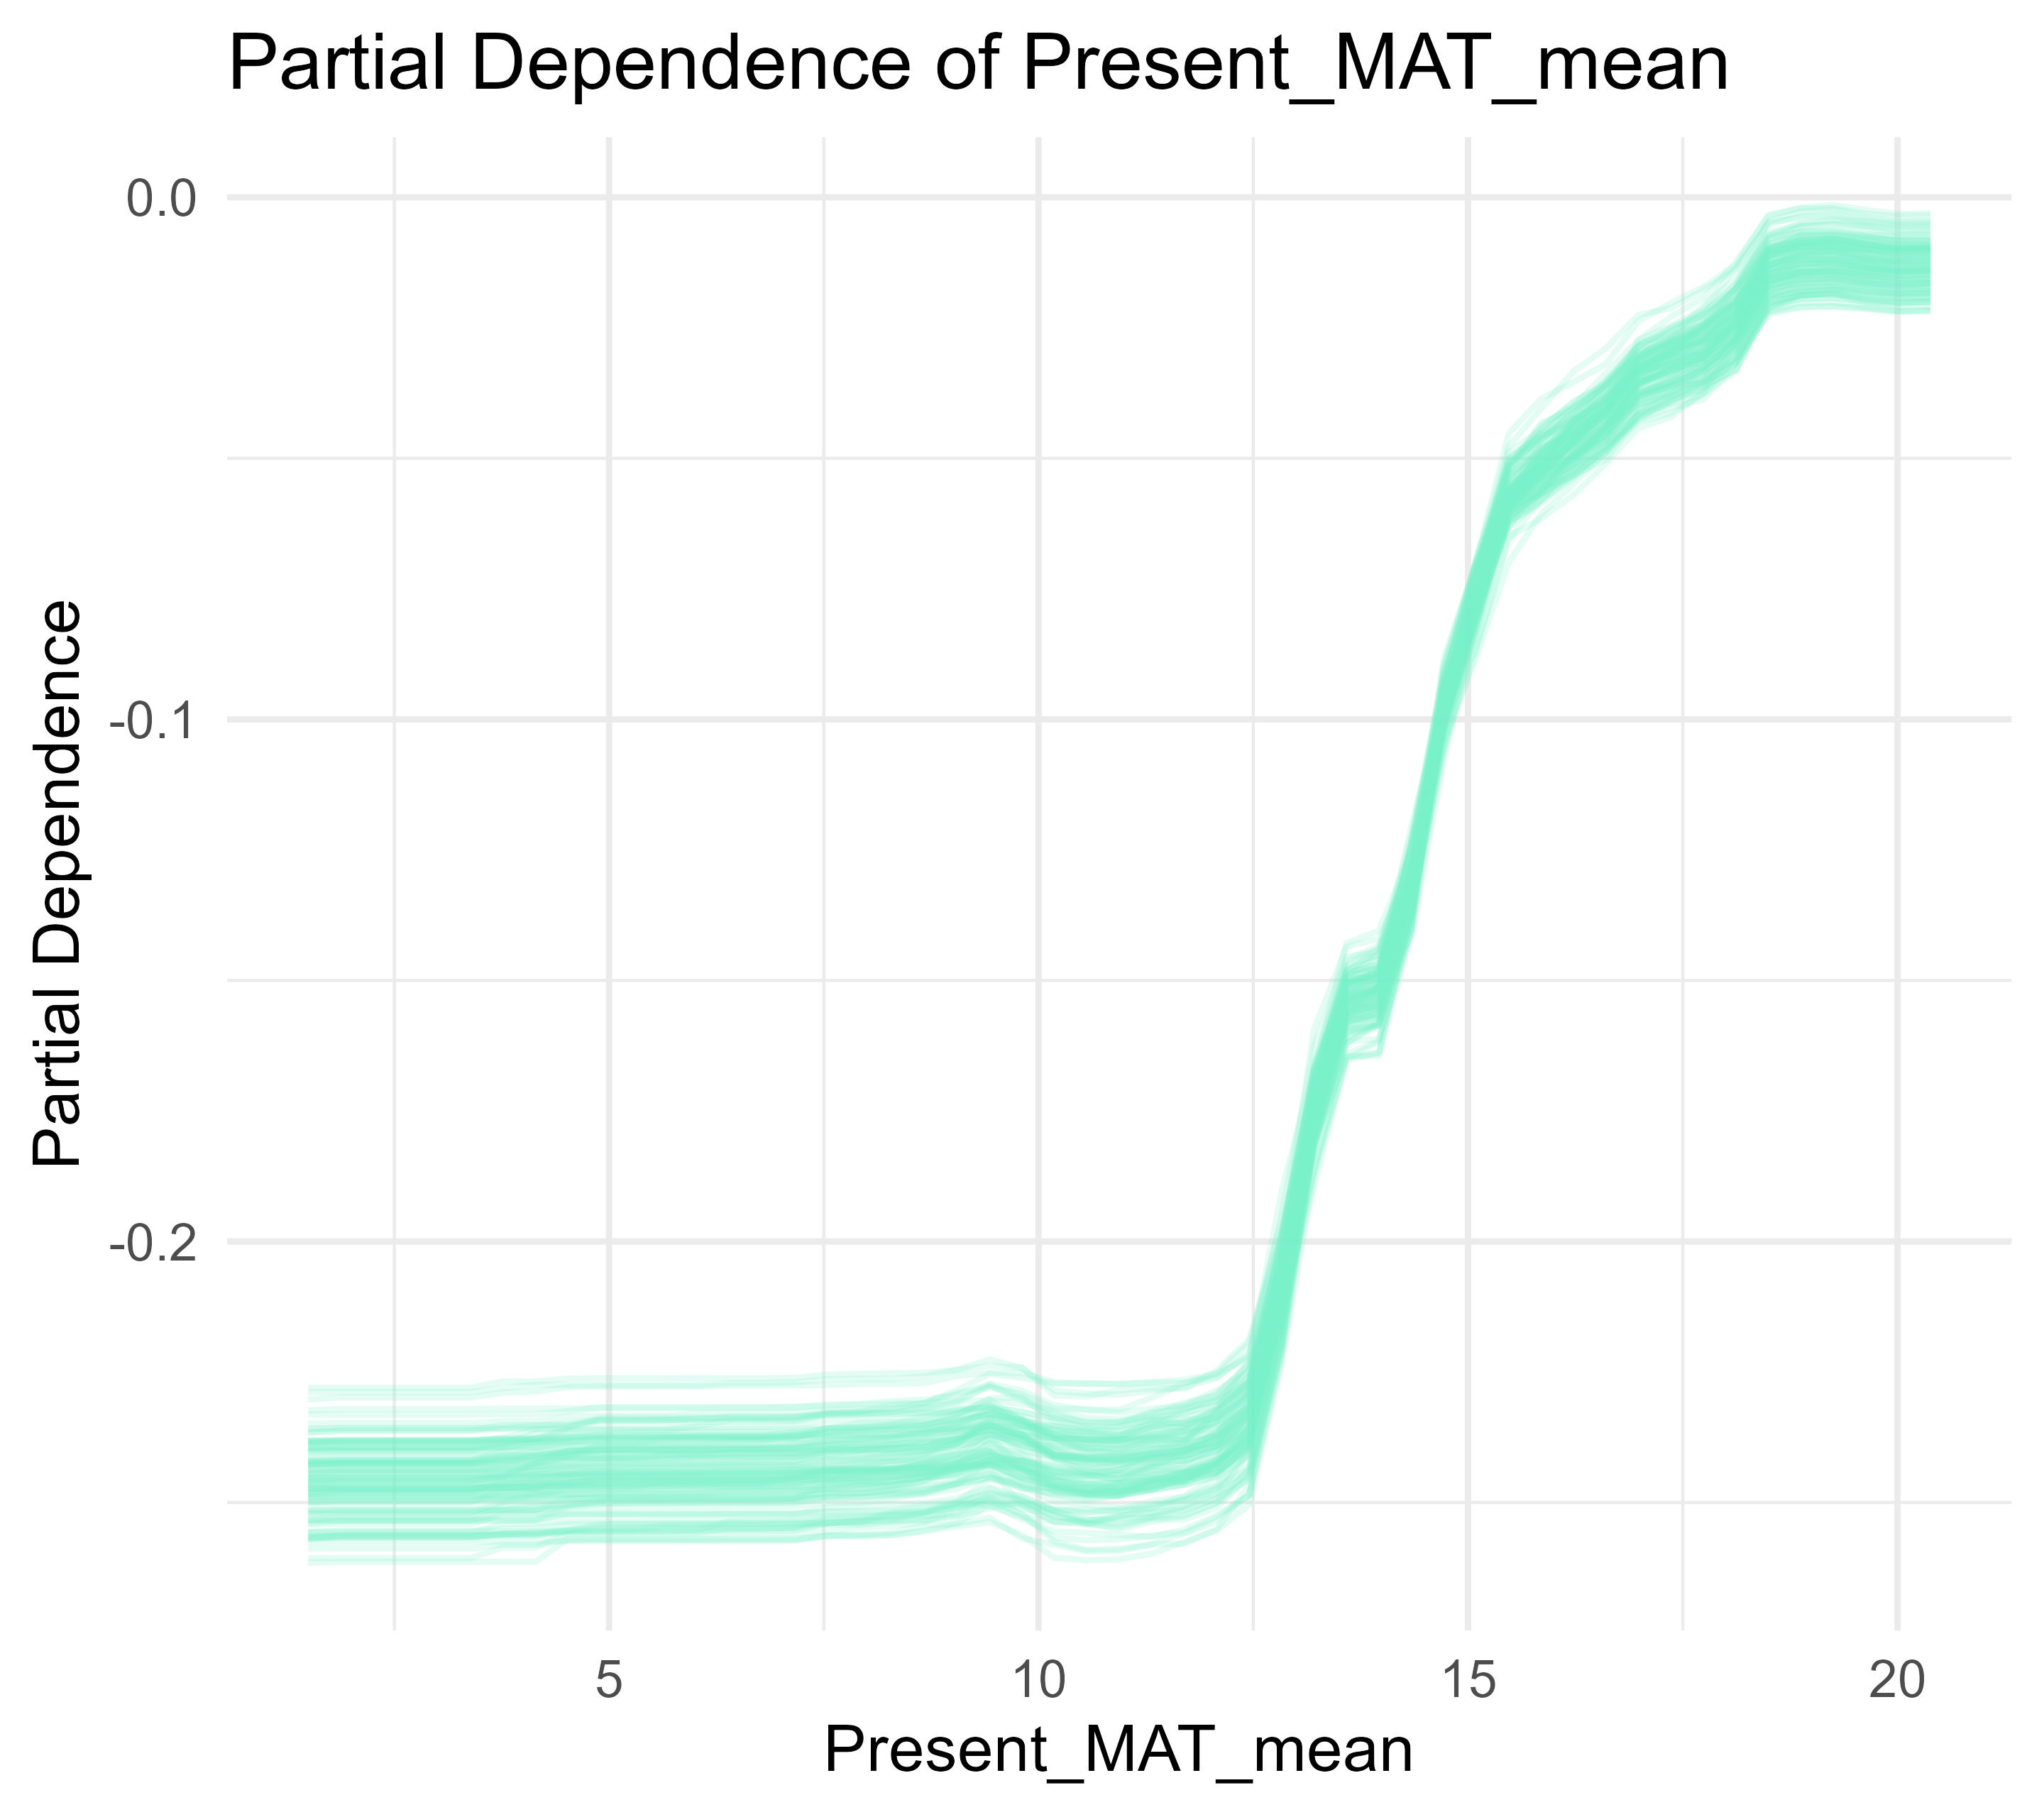 Partial Dependence of Present_MAT_mean
0.0
-0.1
-0.2
Partial Dependence
5
10
15
20
Present_MAT_mean